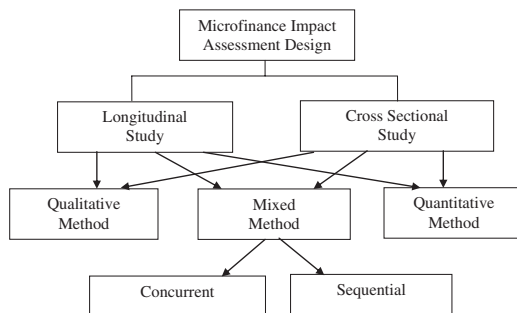 Microfinance Impact
Assessment Design
Longitudinal
Study
Cross Sectional
Study
Qualitative
Method
Mixed
Method
Quantitative
Method
Concurrent
Sequential